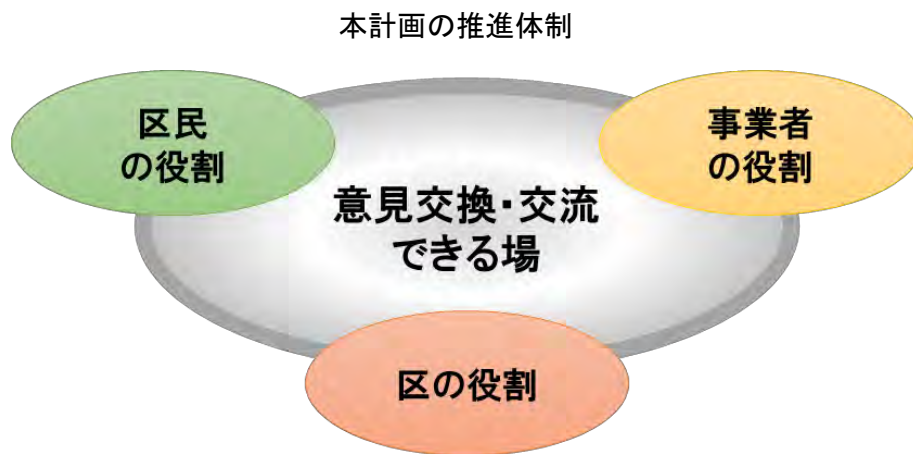 本計画の推進体制
区民
の役割
事業者
の役割
意見交換・交流
できる場
区の役割